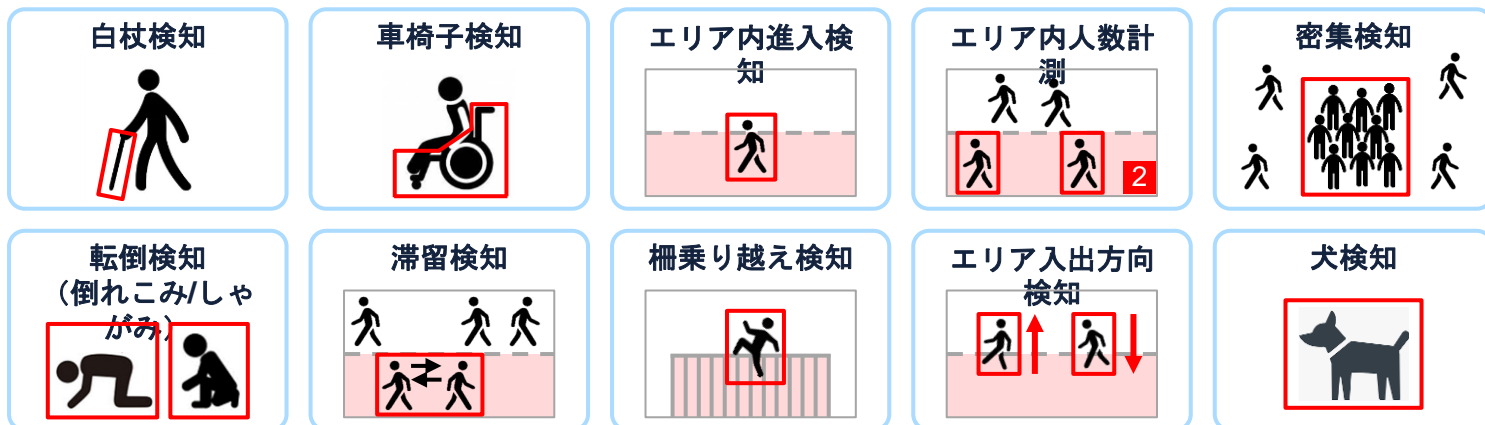 白杖検知
車椅子検知
エリア内進入検
知
エリア内人数計
測
2
密集検知
転倒検知
（倒れこみ/しゃ
がみ）
滞留検知
柵乗り越え検知
エリア入出方向
検知
犬検知